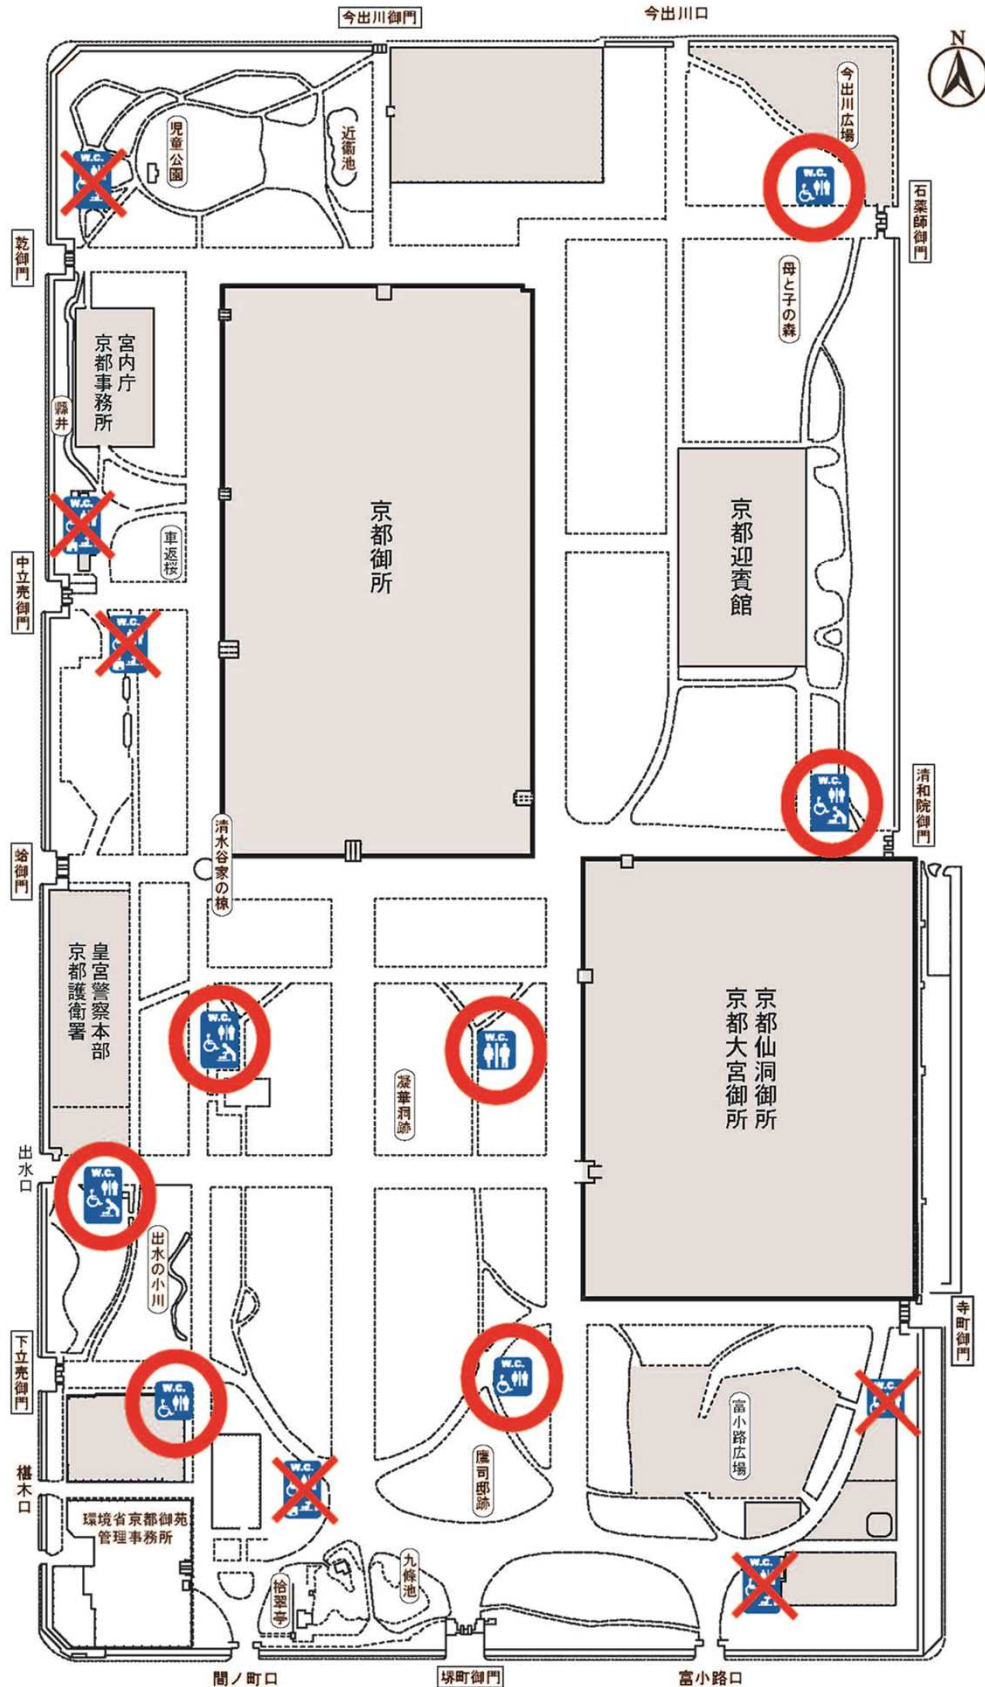 今出川御門
今出川口
N
今出川広場
児童公園
近衞池
W.C.
W.C.
石薬師御門
乾御門
母と子の森
宮内庁
京都事務所
縣井
W.C.
車返桜
京都御所
京都迎賓館
中立売御門
W.C.
W.C.
清和院御門
清水谷家の椋
蛤御門
皇宮警察本部
京都護衛署
W.C.
W.C.
京都仙洞御所
京都大宮御所
凝華洞跡
出水口
W.C.
出水の小川
寺町御門
下立売御門
W.C.
W.C.
W.C.
富小路広場
鷹司邸跡
椹木口
W.C.
環境省京都御苑
管理事務所
九條池
拾翠亭
W.C.
間ノ町口
堺町御門
富小路口